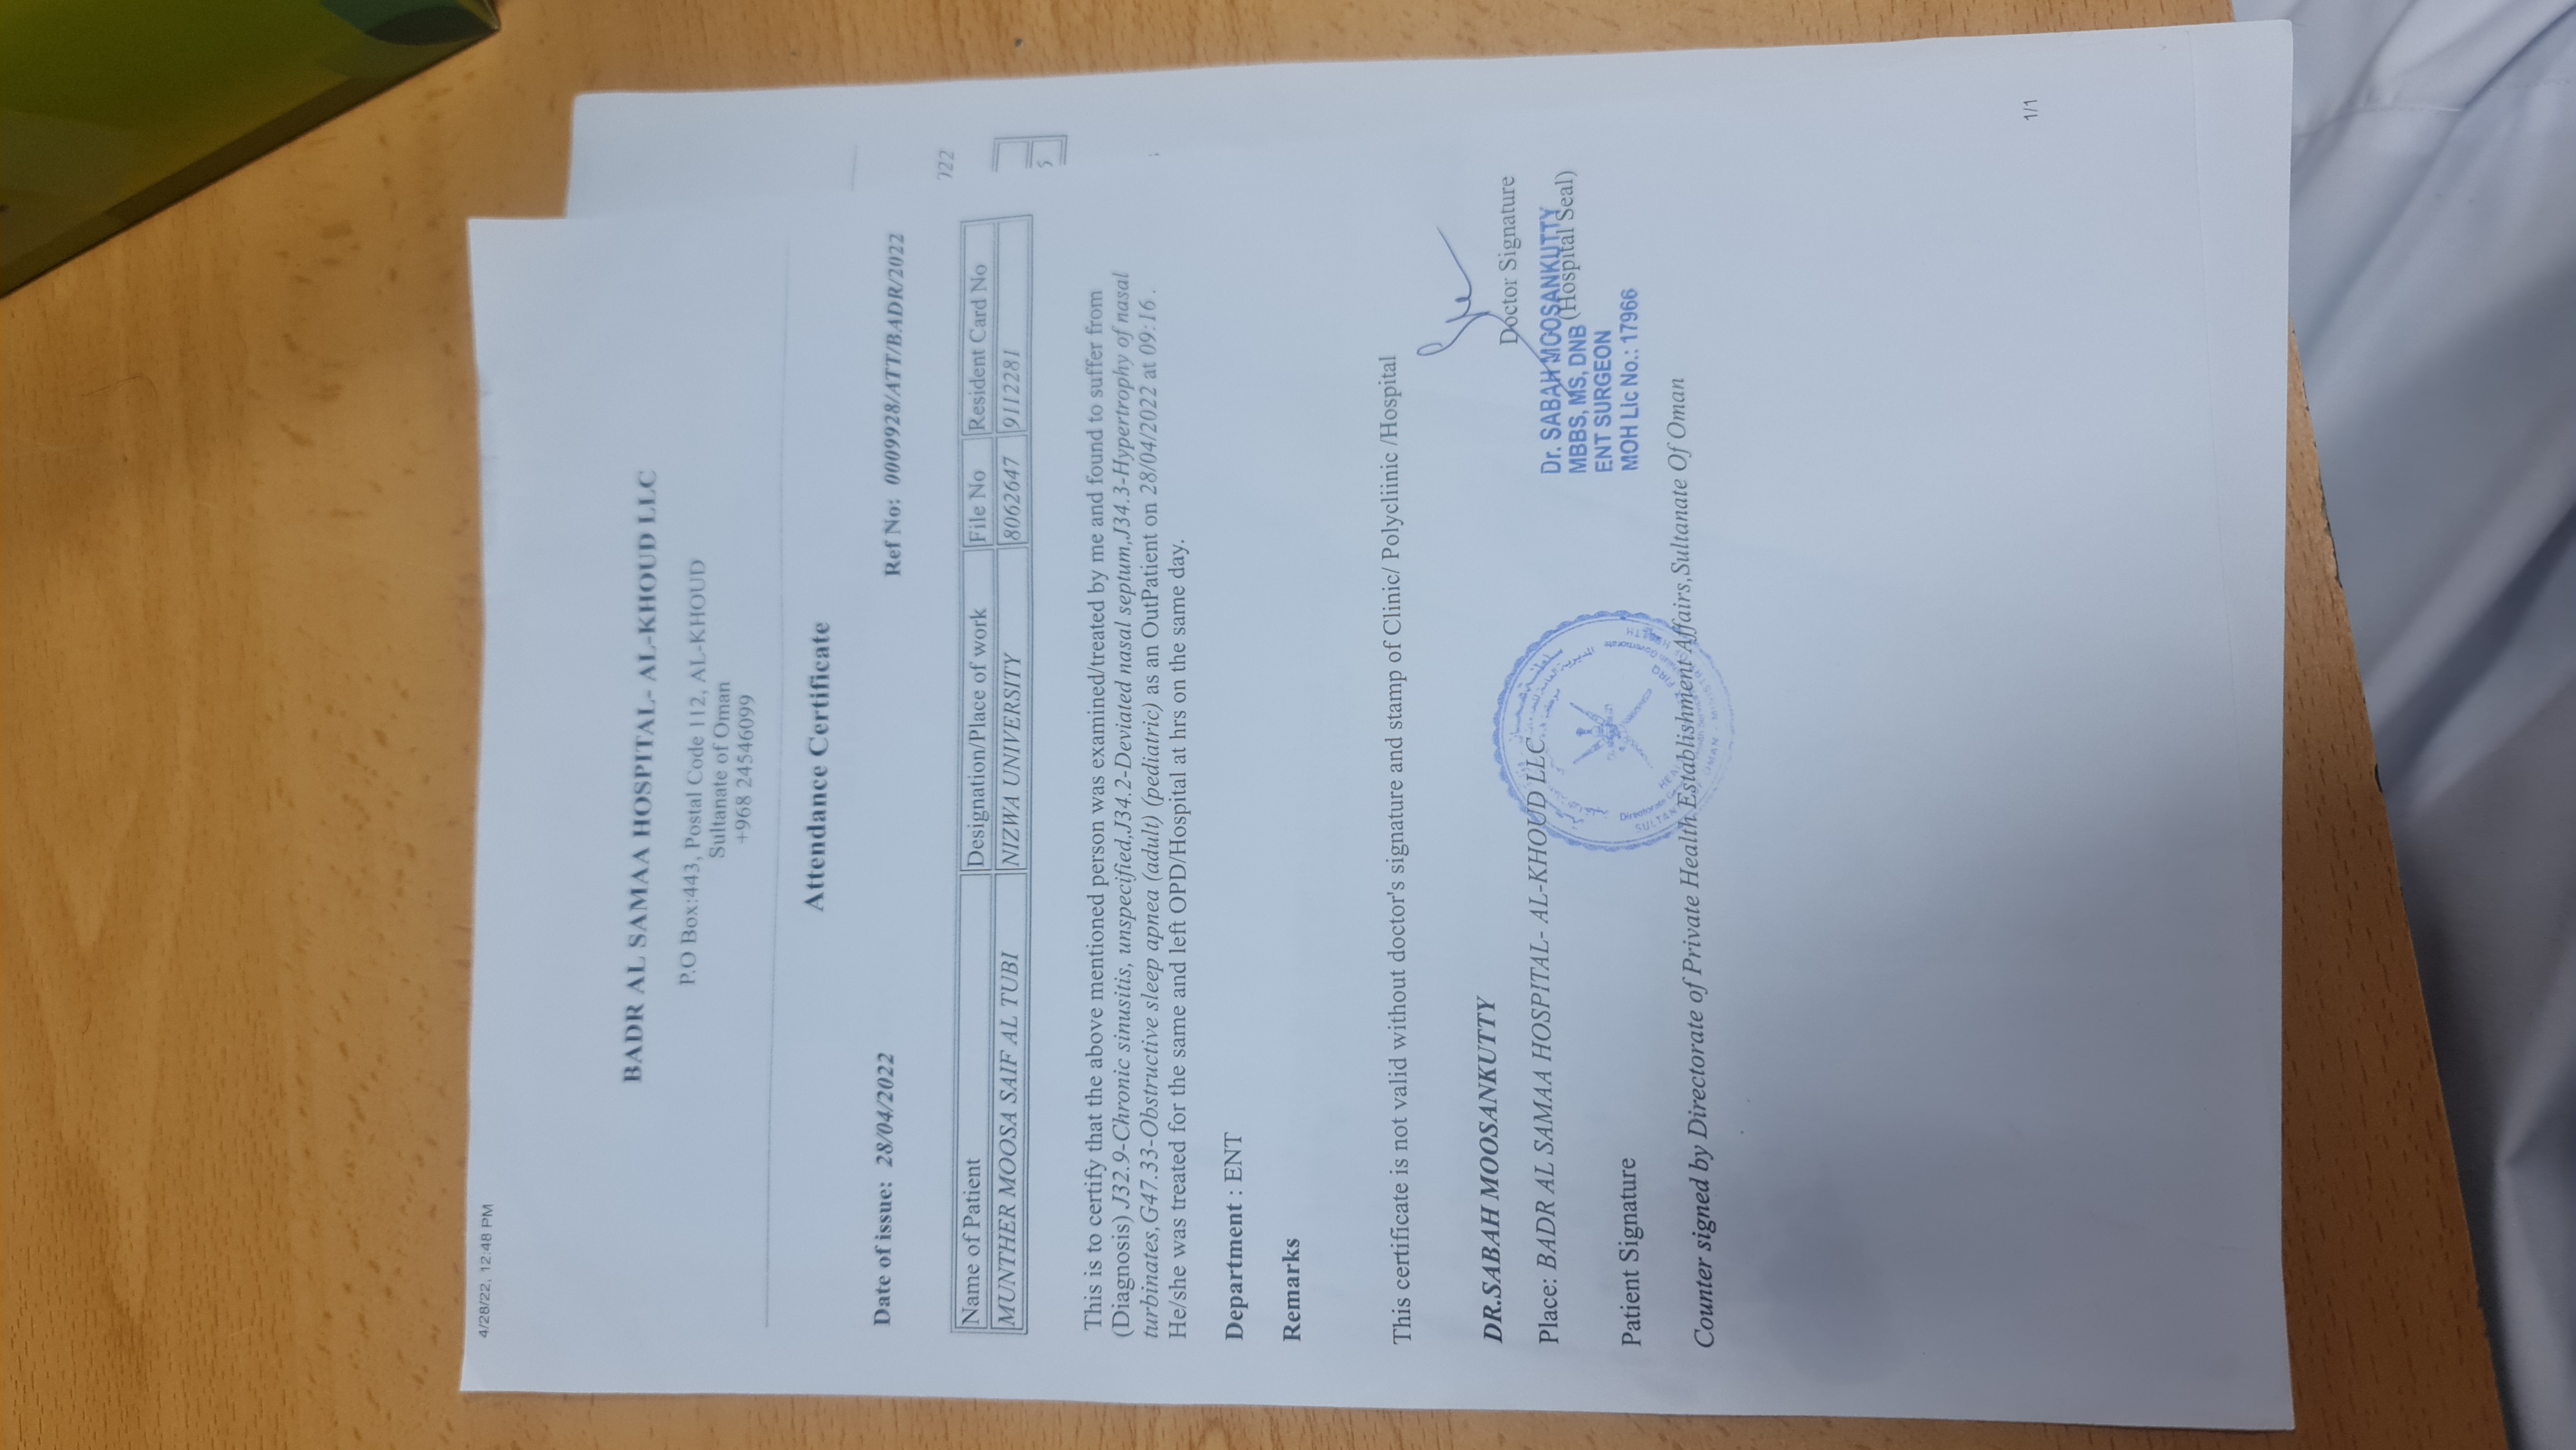 4/28/22, 12:48 PM
BADR AL SAMAA HOSPITAL- AL-KHOUD LLC
P.O Box:443, Postal Code 112, AL-KHOUD
Sultanate of Oman
+968 24546099
Attendance Certificate
Date of issue: 28/04/2022
Ref No: 0009928/ATT/BADR/2022
022
Name of Patient Designation/Place of work File No Resident Card No
MUNTHER MOOSA SAIF AL TUBI NIZWA UNIVERSITY 8062647 9112281
This is to certify that the above mentioned person was examined/treated by me and found to suffer from
(Diagnosis) J32.9-Chronic sinusitis, unspecified,J34.2-Deviated nasal septum,J34.3-Hypertrophy of nasal
turbinates,G47.33-Obstructive sleep apnea (adult) (pediatric) as an OutPatient on 28/04/2022 at 09:16 .
He/she was treated for the same and left OPD/Hospital at hrs on the same day.
Department : ENT
Remarks
This certificate is not valid without doctor's signature and stamp of Clinic/ Polycliinic /Hospital
DR.SABAH MOOSANKUTTY
Doctor Signature
Place: BADR AL SAMAA HOSPITAL- AL-KHOUD LLC
Dr. SABAH MOOSANKUTTY
(Hospital Seal)
MBBS, MS, DNB
ENT SURGEON
MOH Lic No.: 17966
Patient Signature
Counter signed by Directorate of Private Health Establishment Affairs,Sultanate Of Oman
1/1